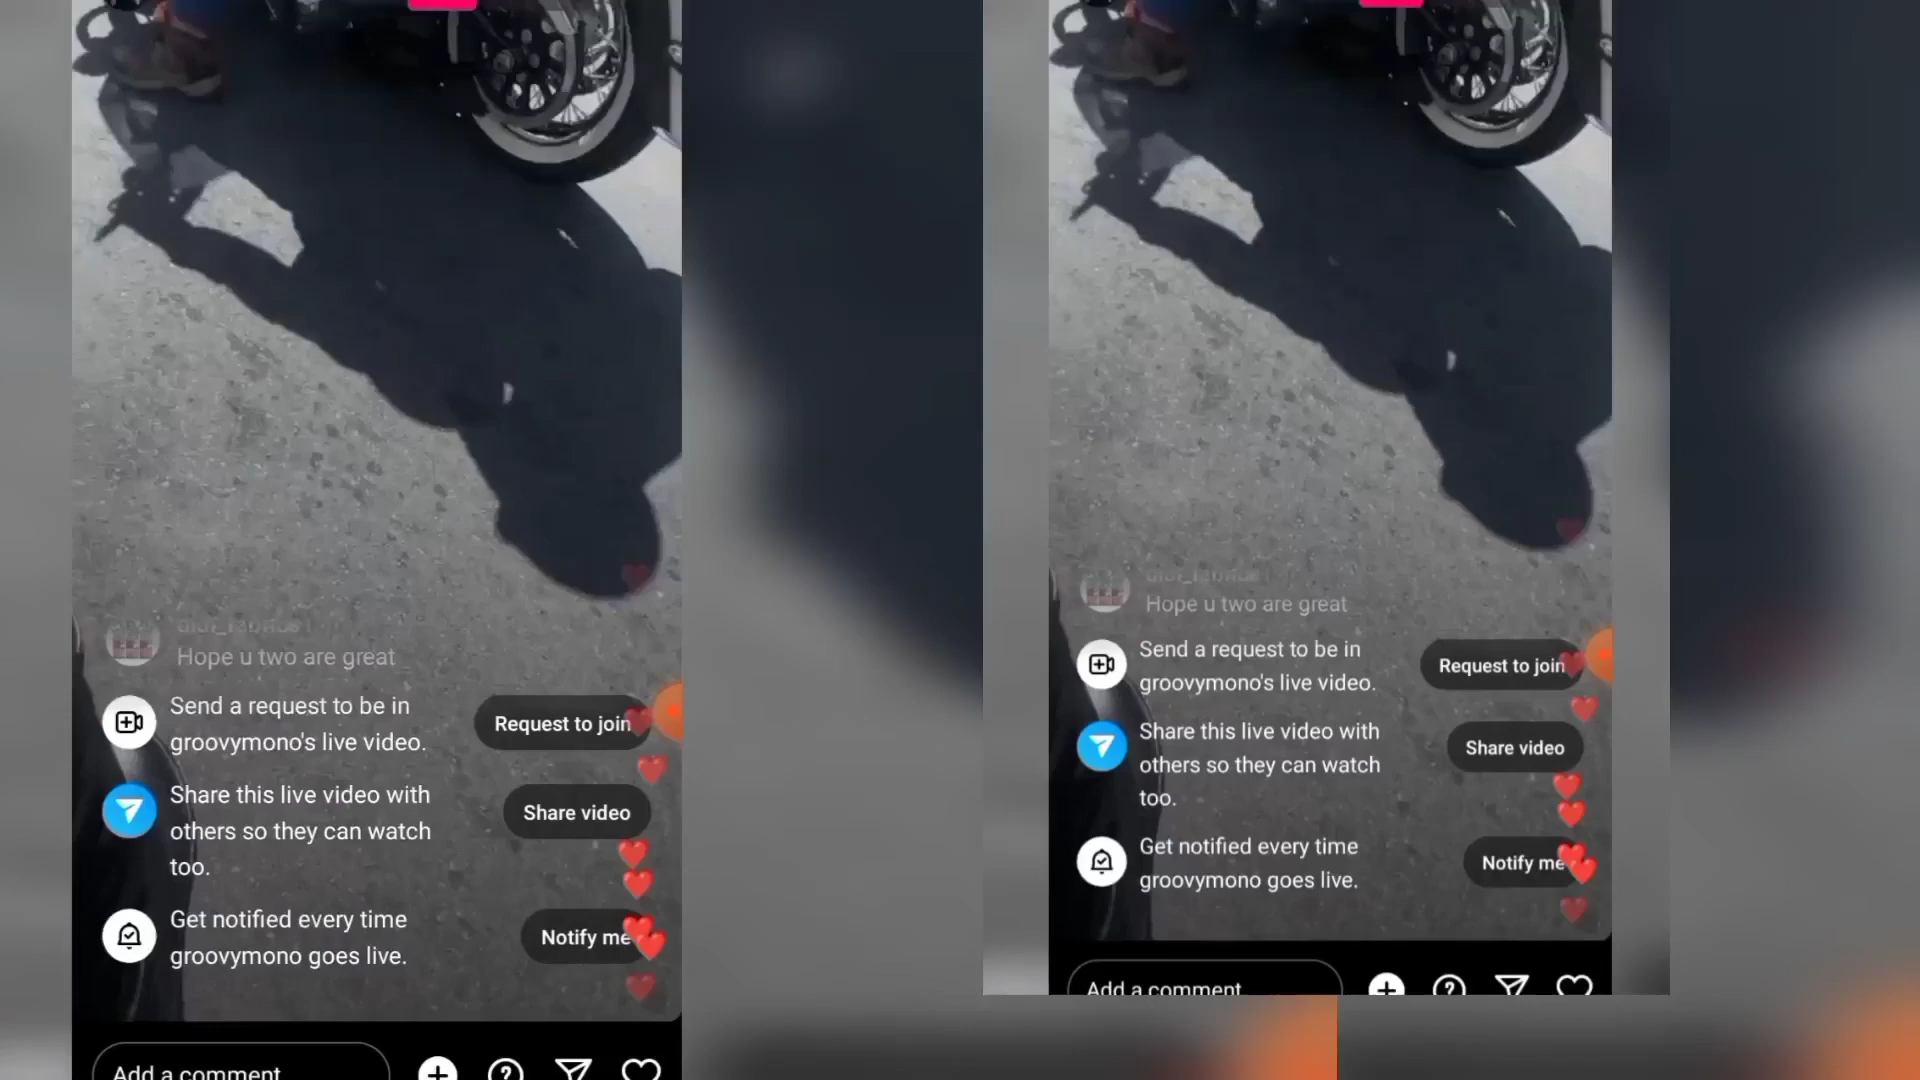 Hope u two are great
Send a request to be in
groovymono's live video.
Request to join
Share this live video with
others so they can watch
too.
Share video
Get notified every time
groovymono goes live.
Notify me
Add a comment
Hope u two are great
Send a request to be in
groovymono's live video.
Request to join
Share this live video with
others so they can watch
too.
Share video
Get notified every time
groovymono goes live.
Notify me
Add a comment